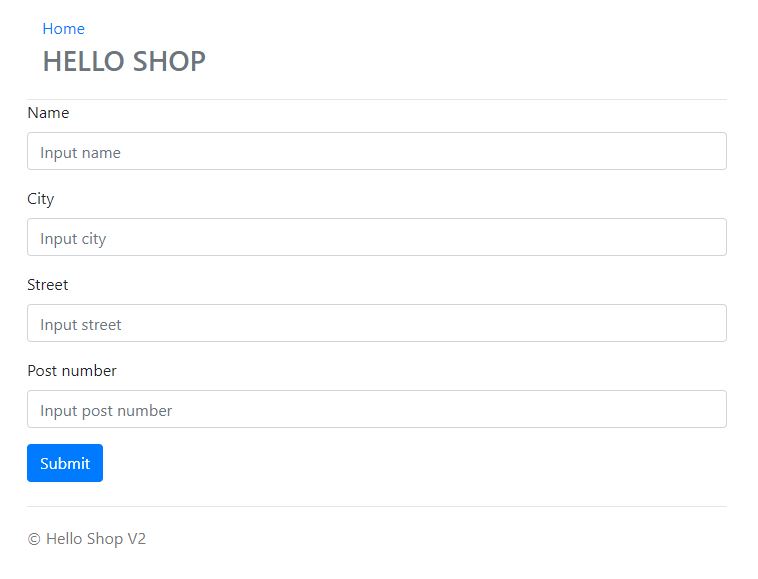 Home
HELLO SHOP
Name
Input name
City
Input city
Street
Input street
Post number
Input post number
Submit
© Hello Shop V2